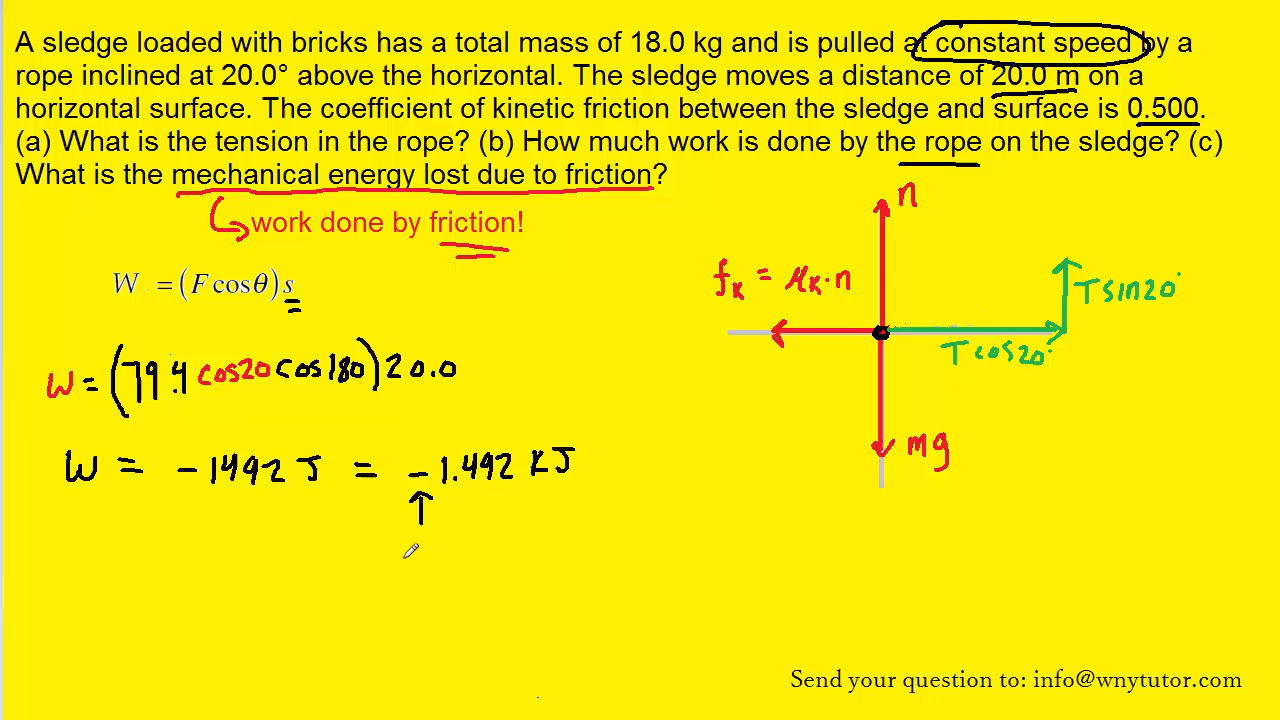 A sledge loaded with bricks has a total mass of 18.0 kg and is pulled at constant speed by a
rope inclined at 20.0° above the horizontal. The sledge moves a distance of 20.0 m on a
horizontal surface. The coefficient of kinetic friction between the sledge and surface is 0.500.
(a) What is the tension in the rope? (b) How much work is done by the rope on the sledge? (c)
What is the mechanical energy lost due to friction?
work done by friction!
W = (F cosθ) s
W = (79.4 cos20 cos180) 20.0
W = -1492 J = -1.492 KJ
n
fk = μk·n
T sin20°
T cos20°
mg
Send your question to: info@wnytutor.com